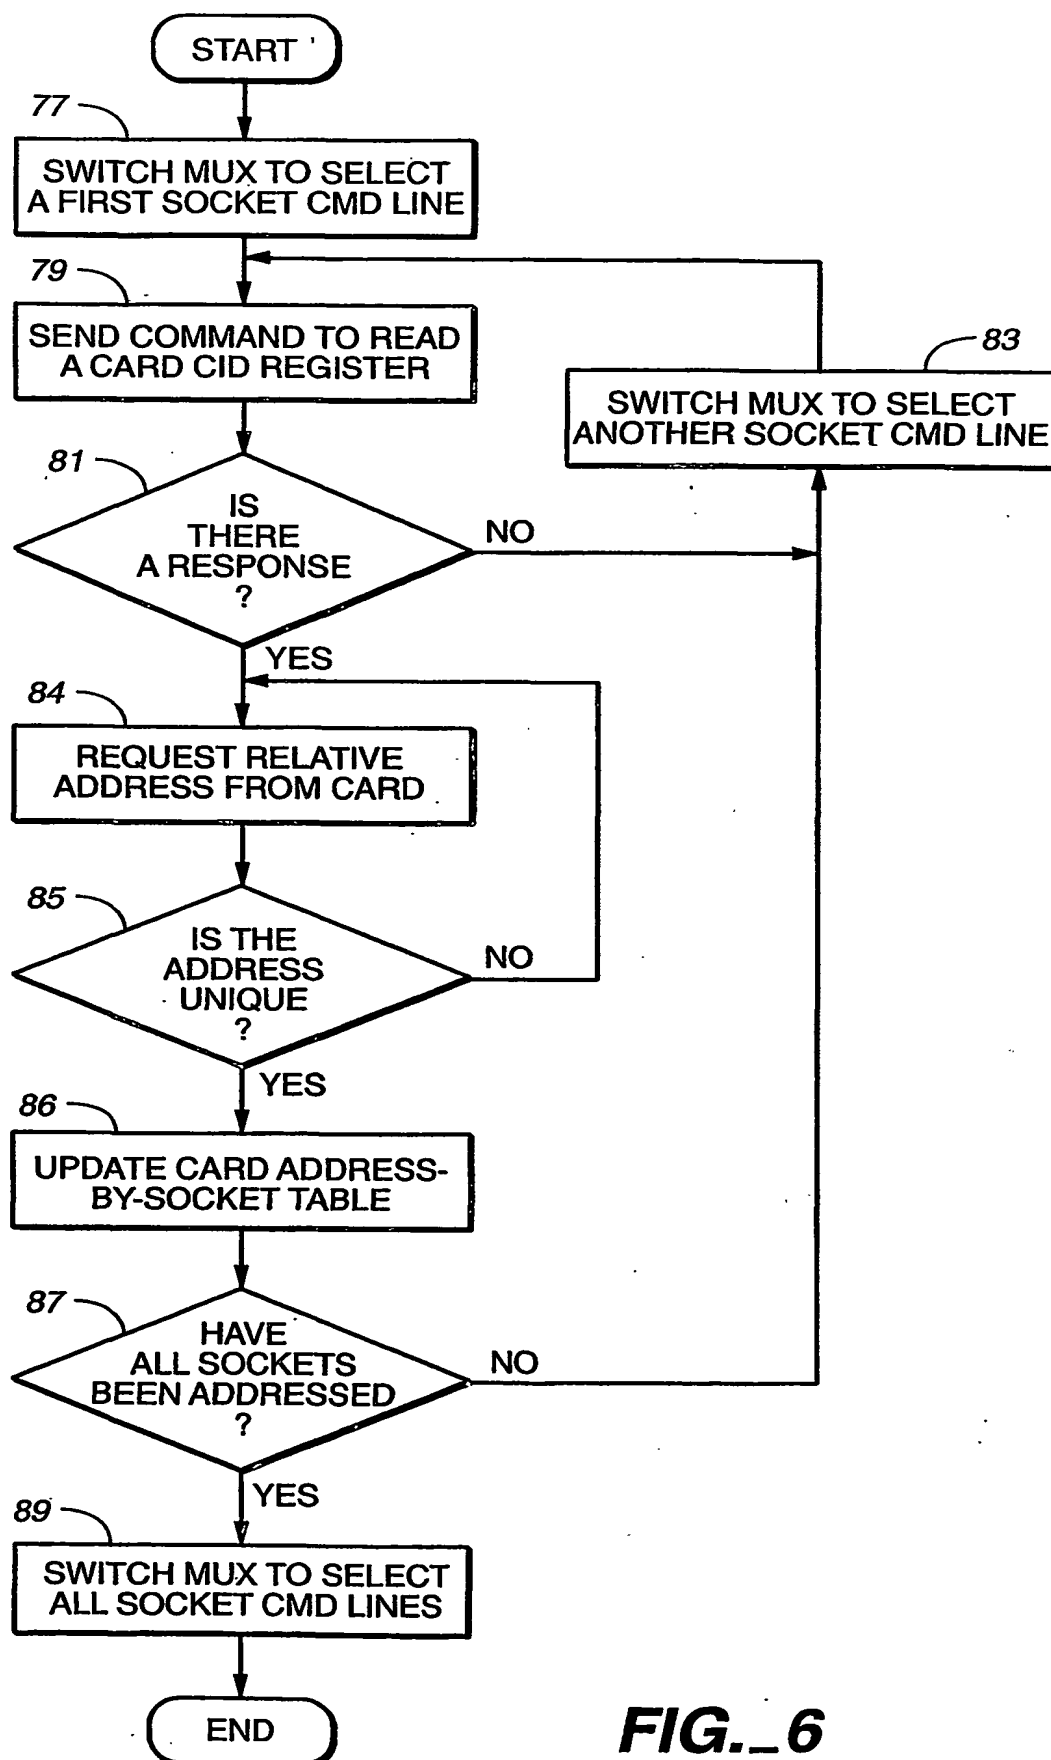 START
77
SWITCH MUX TO SELECT
A FIRST SOCKET CMD LINE
79
SEND COMMAND TO READ
A CARD CID REGISTER
83
SWITCH MUX TO SELECT
ANOTHER SOCKET CMD LINE
81
IS
THERE
A RESPONSE
?
NO
YES
84
REQUEST RELATIVE
ADDRESS FROM CARD
85
IS THE
ADDRESS
UNIQUE
?
NO
YES
86
UPDATE CARD ADDRESS-
BY-SOCKET TABLE
87
HAVE
ALL SOCKETS
BEEN ADDRESSED
?
NO
YES
89
SWITCH MUX TO SELECT
ALL SOCKET CMD LINES
END
FIG._6